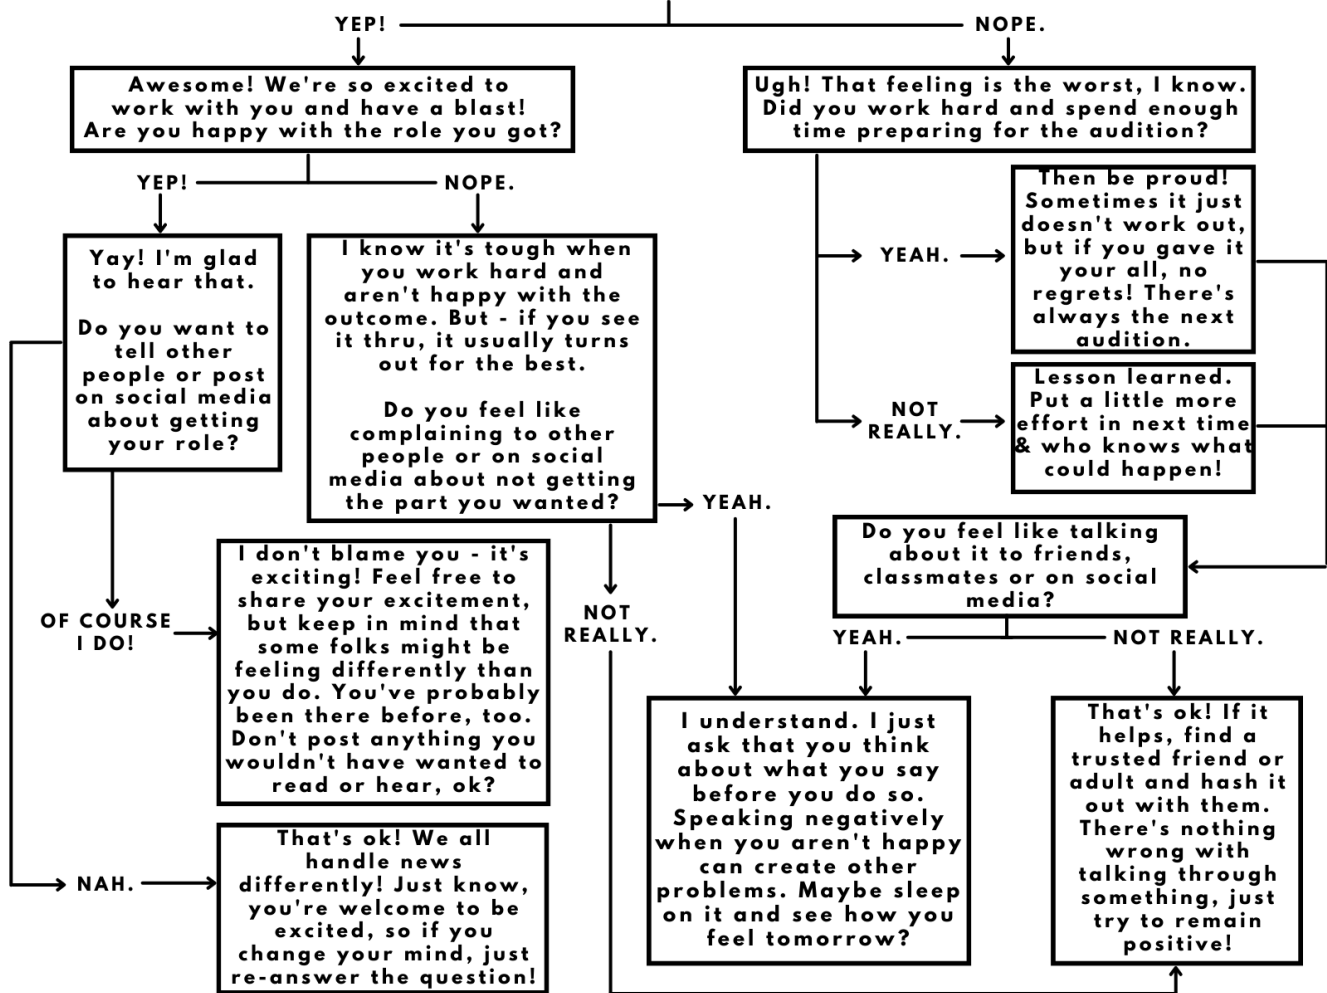 YEP!
NOPE.
Awesome! We're so excited to
work with you and have a blast!
Are you happy with the role you got?
Ugh! That feeling is the worst, I know.
Did you work hard and spend enough
time preparing for the audition?
YEP!
NOPE.
Yay! I'm glad
to hear that.
Do you want to
tell other
people or post
on social media
about getting
your role?
I know it's tough when
you work hard and
aren't happy with the
outcome. But - if you see
it thru, it usually turns
out for the best.
Do you feel like
complaining to other
people or on social
media about not getting
the part you wanted?
YEAH.
Then be proud!
Sometimes it just
doesn't work out,
but if you gave it
your all, no
regrets! There's
always the next
audition.
NOT
REALLY.
Lesson learned.
Put a little more
effort in next time
& who knows what
could happen!
YEAH.
Do you feel like talking
about it to friends,
classmates or on social
media?
OF COURSE
I DO!
I don't blame you - it's
exciting! Feel free to
share your excitement,
but keep in mind that
some folks might be
feeling differently than
you do. You've probably
been there before, too.
Don't post anything you
wouldn't have wanted to
read or hear, ok?
NOT
REALLY.
YEAH.
NOT REALLY.
I understand. I just
ask that you think
about what you say
before you do so.
Speaking negatively
when you aren't happy
can create other
problems. Maybe sleep
on it and see how you
feel tomorrow?
That's ok! If it
helps, find a
trusted friend or
adult and hash it
out with them.
There's nothing
wrong with
talking through
something, just
try to remain
positive!
NAH.
That's ok! We all
handle news
differently! Just know,
you're welcome to be
excited, so if you
change your mind, just
re-answer the question!